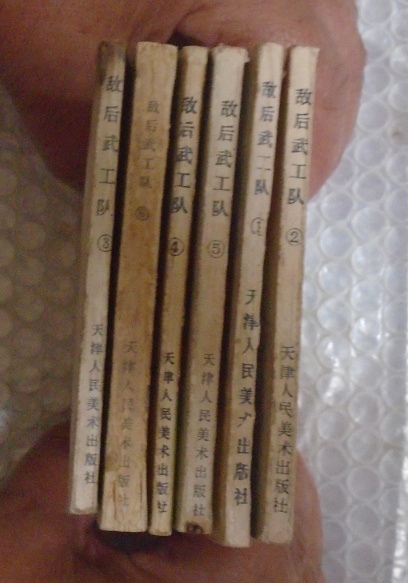 敌后武工队 ③ 天津人民美术出版社
敌后武工队 ⑥ 天津人民美术出版社
敌后武工队 ④ 天津人民美术出版社
敌后武工队 ⑤ 天津人民美术出版社
敌后武工队 ① 天津人民美术出版社
敌后武工队 ② 天津人民美术出版社